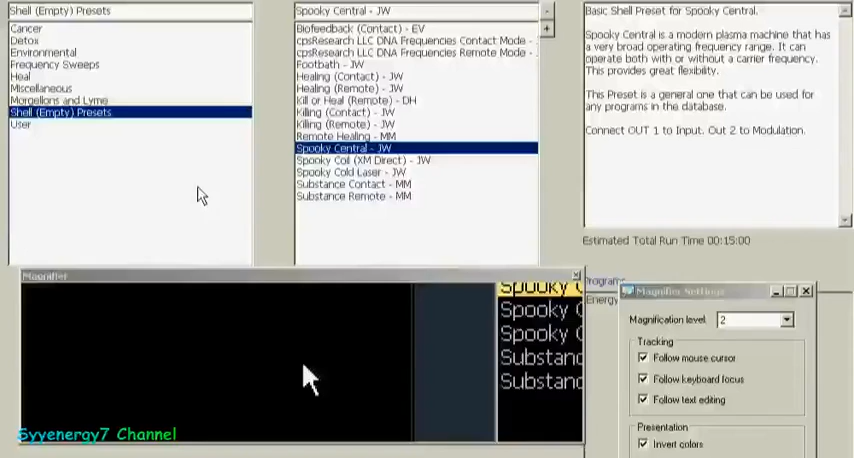 Shell (Empty) Presets
Cancer
Detox
Environmental
Frequency Sweeps
Heal
Miscellaneous
Morgellons and Lyme
Shell (Empty) Presets
User
Spooky Central - JW
Biofeedback (Contact) - EV
cpsResearch LLC DNA Frequencies Contact Mode -
cpsResearch LLC DNA Frequencies Remote Mode -
Footbath - JW
Healing (Contact) - JW
Healing (Remote) - JW
Kill or Heal (Remote) - DH
Killing (Contact) - JW
Killing (Remote) - JW
Remote Healing - MM
Spooky Central - JW
Spooky Coil (XM Direct) - JW
Spooky Cold Laser - JW
Substance Contact - MM
Substance Remote - MM
-
+
Basic Shell Preset for Spooky Central.
Spooky Central is a modern plasma machine that has
a very broad operating frequency range. It can
operate both with or without a carrier frequency.
This provides great flexibility.
This Preset is a general one that can be used for
any programs in the database.
Connect OUT 1 to Input. Out 2 to Modulation.
Estimated Total Run Time 00:15:00
Programs
Energy
Magnifier
Spooky C
Spooky C
Spooky C
Substanc
Substanc
Magnifier Settings
Magnification level: 2
Tracking
Follow mouse cursor
Follow keyboard focus
Follow text editing
Presentation
Invert colors
Syyenergy7 Channel